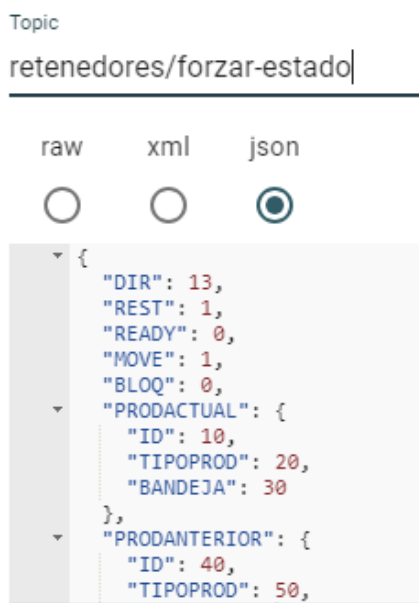 Topic
retenedores/forzar-estado
raw xml json
{
"DIR": 13,
"REST": 1,
"READY": 0,
"MOVE": 1,
"BLOQ": 0,
"PRODACTUAL": {
"ID": 10,
"TIPOPROD": 20,
"BANDEJA": 30
},
"PRODANTERIOR": {
"ID": 40,
"TIPOPROD": 50,